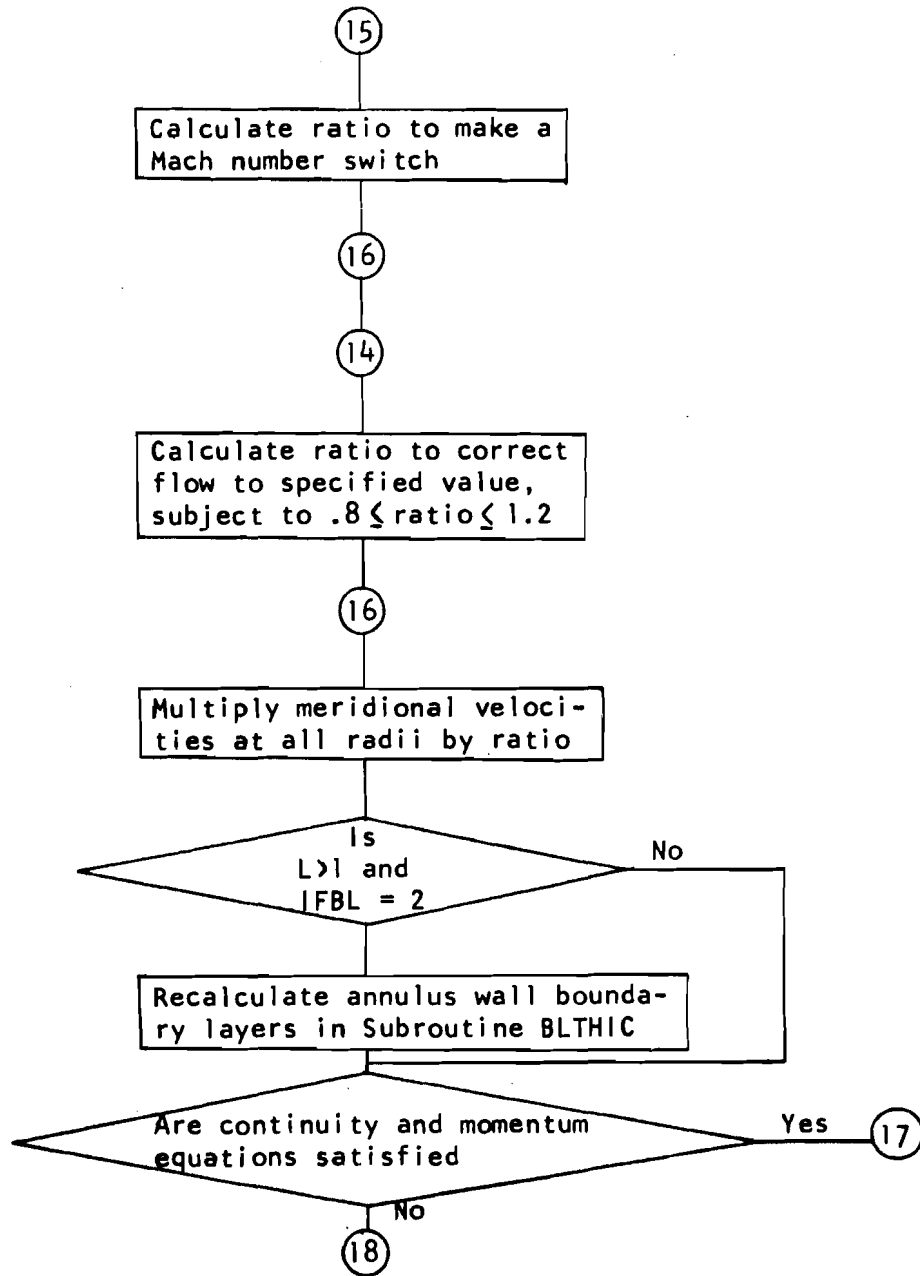 15
Calculate ratio to make a
Mach number switch
16
14
Calculate ratio to correct
flow to specified value,
subject to .8 ≤ ratio ≤ 1.2
16
Multiply meridional veloci-
ties at all radii by ratio
Is
L>1 and
IFBL = 2
No
Recalculate annulus wall bounda-
ry layers in Subroutine BLTHIC
Are continuity and momentum
equations satisfied
Yes
17
No
18